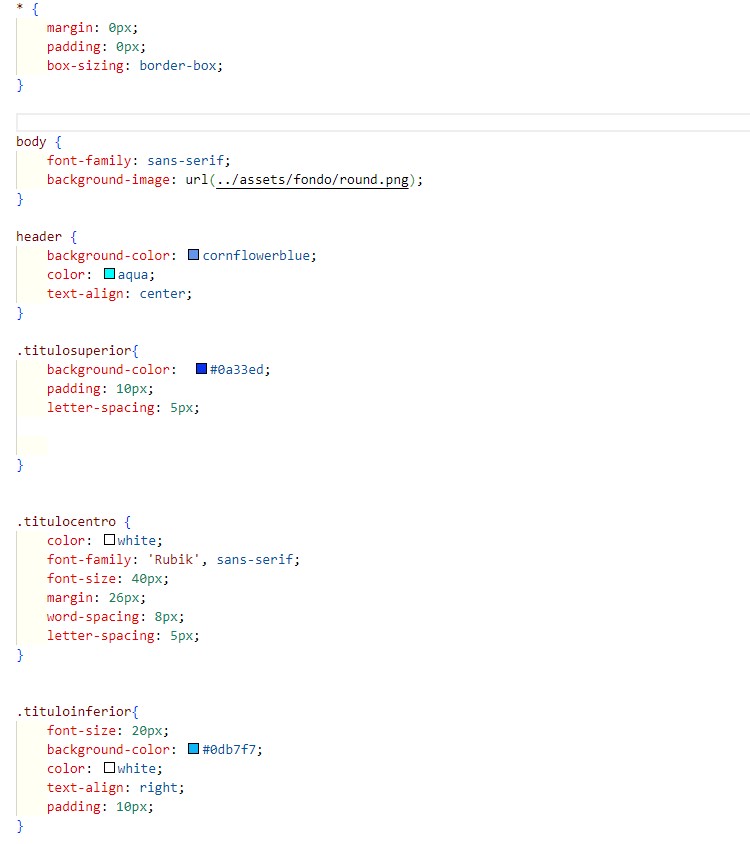 * {
    margin: 0px;
    padding: 0px;
    box-sizing: border-box;
}
body {
    font-family: sans-serif;
    background-image: url(../assets/fondo/round.png);
}
header {
    background-color: cornflowerblue;
    color: aqua;
    text-align: center;
}
.titulosuperior{
    background-color:  #0a33ed;
    padding: 10px;
    letter-spacing: 5px;
}
.titulocentro {
    color: white;
    font-family: 'Rubik', sans-serif;
    font-size: 40px;
    margin: 26px;
    word-spacing: 8px;
    letter-spacing: 5px;
}
.tituloinferior{
    font-size: 20px;
    background-color: #0db7f7;
    color: white;
    text-align: right;
    padding: 10px;
}